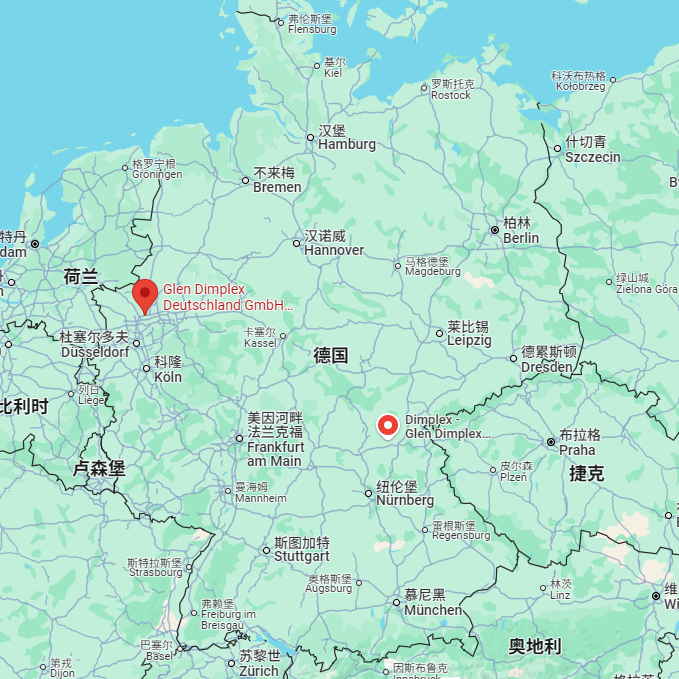 弗伦斯堡
Flensburg
基尔
Kiel
科沃布热格
Kołobrzeg
罗斯托克
Rostock
汉堡
Hamburg
什切青
Szczecin
格罗宁根
Groningen
不来梅
Bremen
柏林
Berlin
特丹
dam
汉诺威
Hannover
马格德堡
Magdeburg
荷兰
绿山城
Zielona Góra
Glen Dimplex
Deutschland GmbH...
杜塞尔多夫
Düsseldorf
卡塞尔
Kassel
莱比锡
Leipzig
德国
德累斯顿
Dresden
科隆
Köln
列日
Liège
比利时
美因河畔
法兰克福
Frankfurt
am Main
Dimplex -
Glen Dimplex...
布拉格
Praha
卢森堡
皮尔森
Plzeň
捷克
曼海姆
Mannheim
纽伦堡
Nürnberg
雷根斯堡
Regensburg
斯图加特
Stuttgart
斯特拉斯堡
Strasbourg
奥格斯堡
Augsburg
慕尼黑
München
林茨
Linz
维
Wi
弗赖堡
Freiburg im
Breisgau
巴塞尔
Basel
苏黎世
Zürich
奥地利
第戎
Dijon
因斯布鲁克